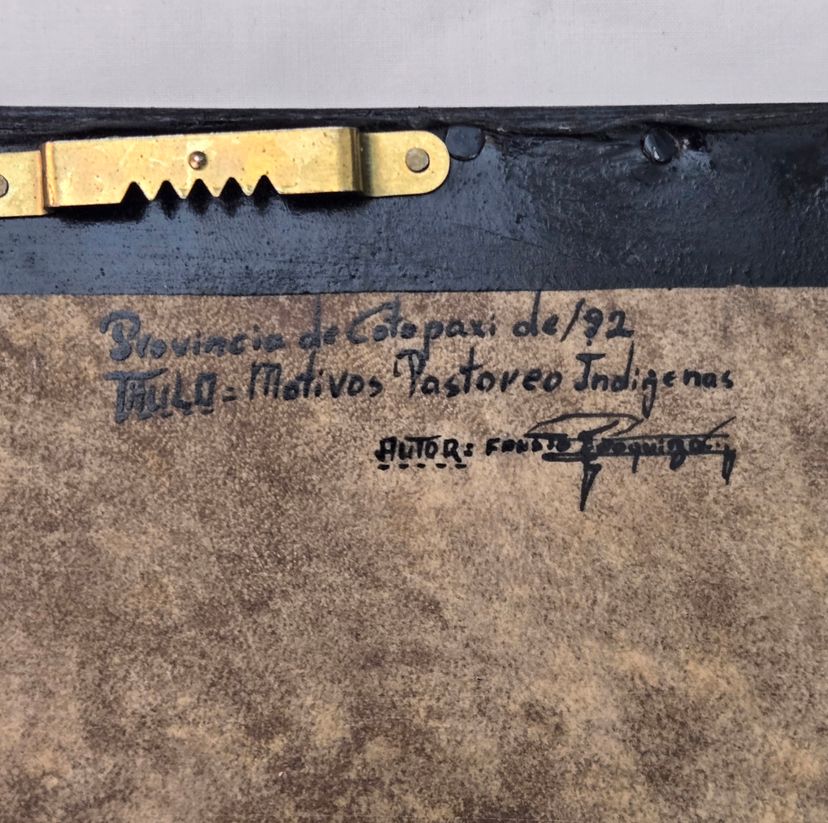 Provincia de Cotopaxi de/92
TITULO = Motivos Pastoreo Indigenas
AUTOR = FAUSTO